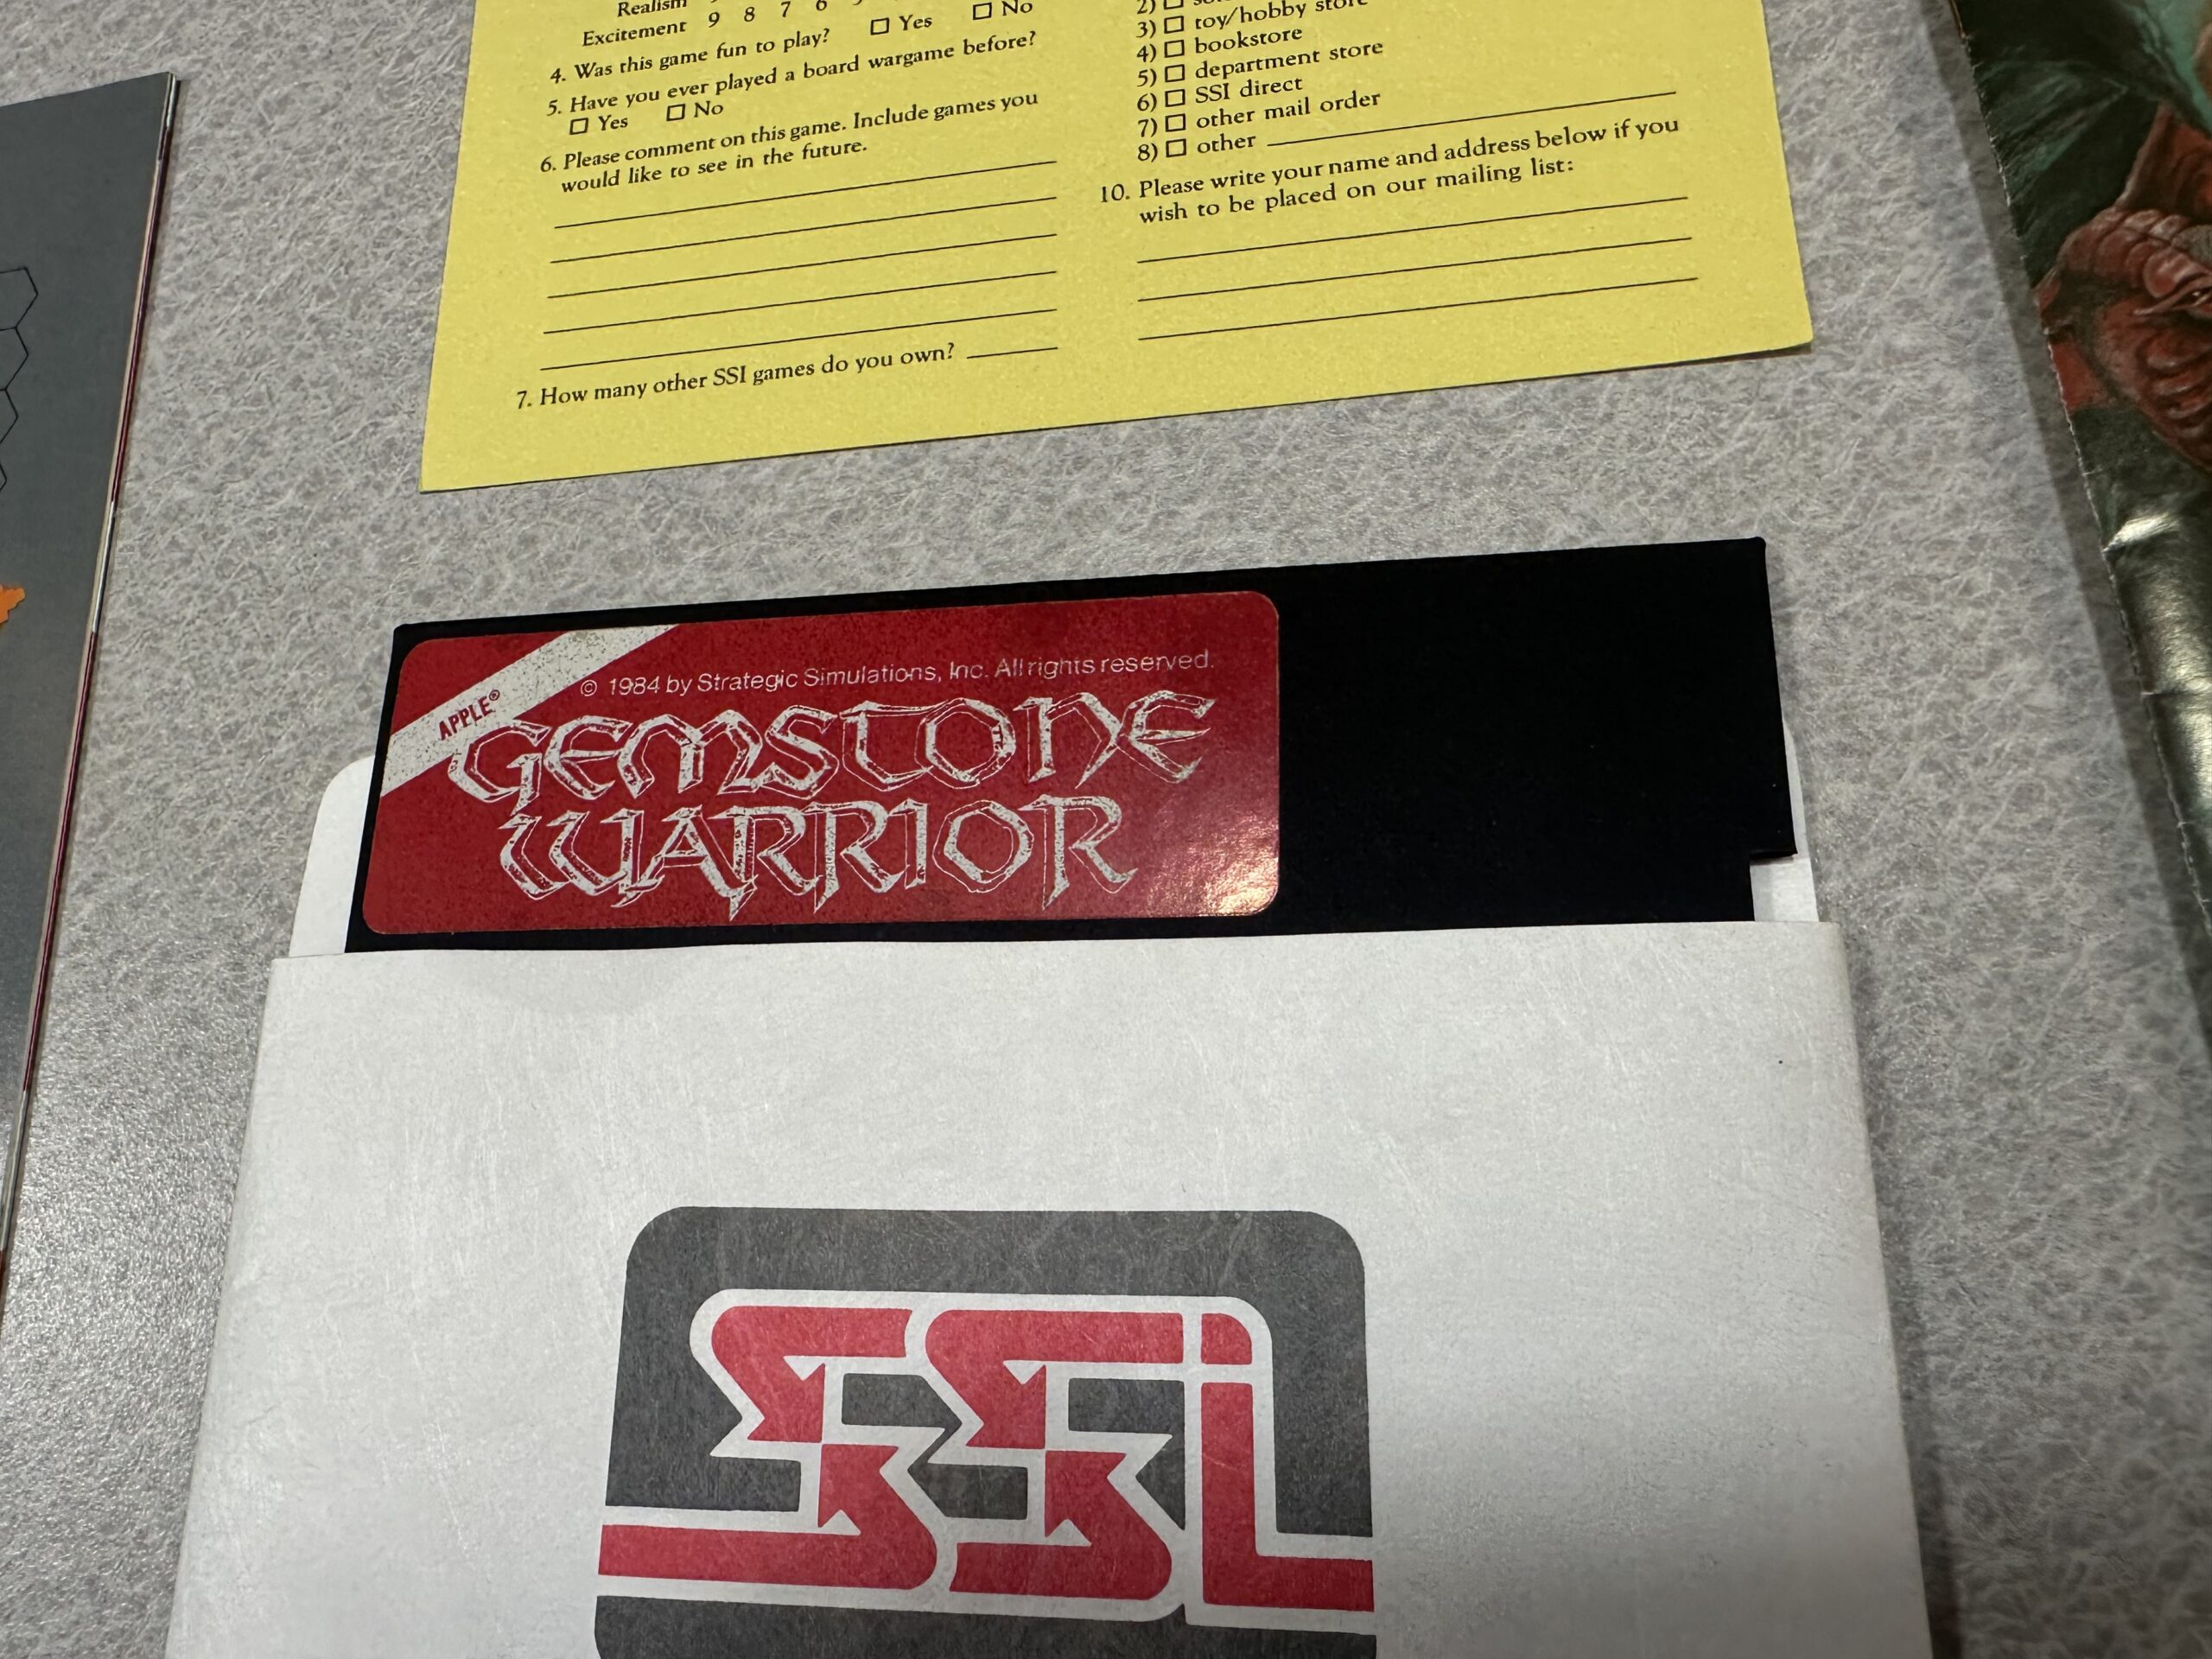 Realism
Excitement 9 8 7 6
4. Was this game fun to play? □ Yes □ No
5. Have you ever played a board wargame before?
□ Yes □ No
6. Please comment on this game. Include games you
would like to see in the future.
7. How many other SSI games do you own?
2) □
3) □ toy/hobby store
4) □ bookstore
5) □ department store
6) □ SSI direct
7) □ other mail order
8) □ other
10. Please write your name and address below if you
wish to be placed on our mailing list:
APPLE®
© 1984 by Strategic Simulations, Inc. All rights reserved.
GEMSTONE
WARRIOR
SSI